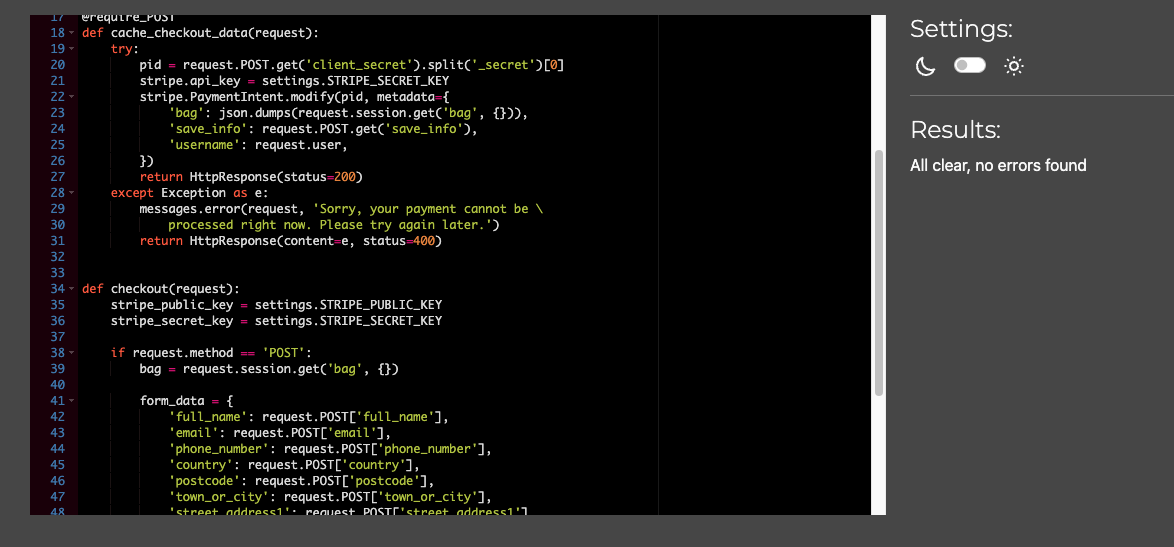 17 @require_POST
18 def cache_checkout_data(request):
19     try:
20         pid = request.POST.get('client_secret').split('_secret')[0]
21         stripe.api_key = settings.STRIPE_SECRET_KEY
22         stripe.PaymentIntent.modify(pid, metadata={
23             'bag': json.dumps(request.session.get('bag', {})),
24             'save_info': request.POST.get('save_info'),
25             'username': request.user,
26         })
27         return HttpResponse(status=200)
28     except Exception as e:
29         messages.error(request, 'Sorry, your payment cannot be \
30             processed right now. Please try again later.')
31         return HttpResponse(content=e, status=400)
32
33
34 def checkout(request):
35     stripe_public_key = settings.STRIPE_PUBLIC_KEY
36     stripe_secret_key = settings.STRIPE_SECRET_KEY
37
38     if request.method == 'POST':
39         bag = request.session.get('bag', {})
40
41         form_data = {
42             'full_name': request.POST['full_name'],
43             'email': request.POST['email'],
44             'phone_number': request.POST['phone_number'],
45             'country': request.POST['country'],
46             'postcode': request.POST['postcode'],
47             'town_or_city': request.POST['town_or_city'],
48             'street_address1': request.POST['street_address1']
Settings:
Results:
All clear, no errors found